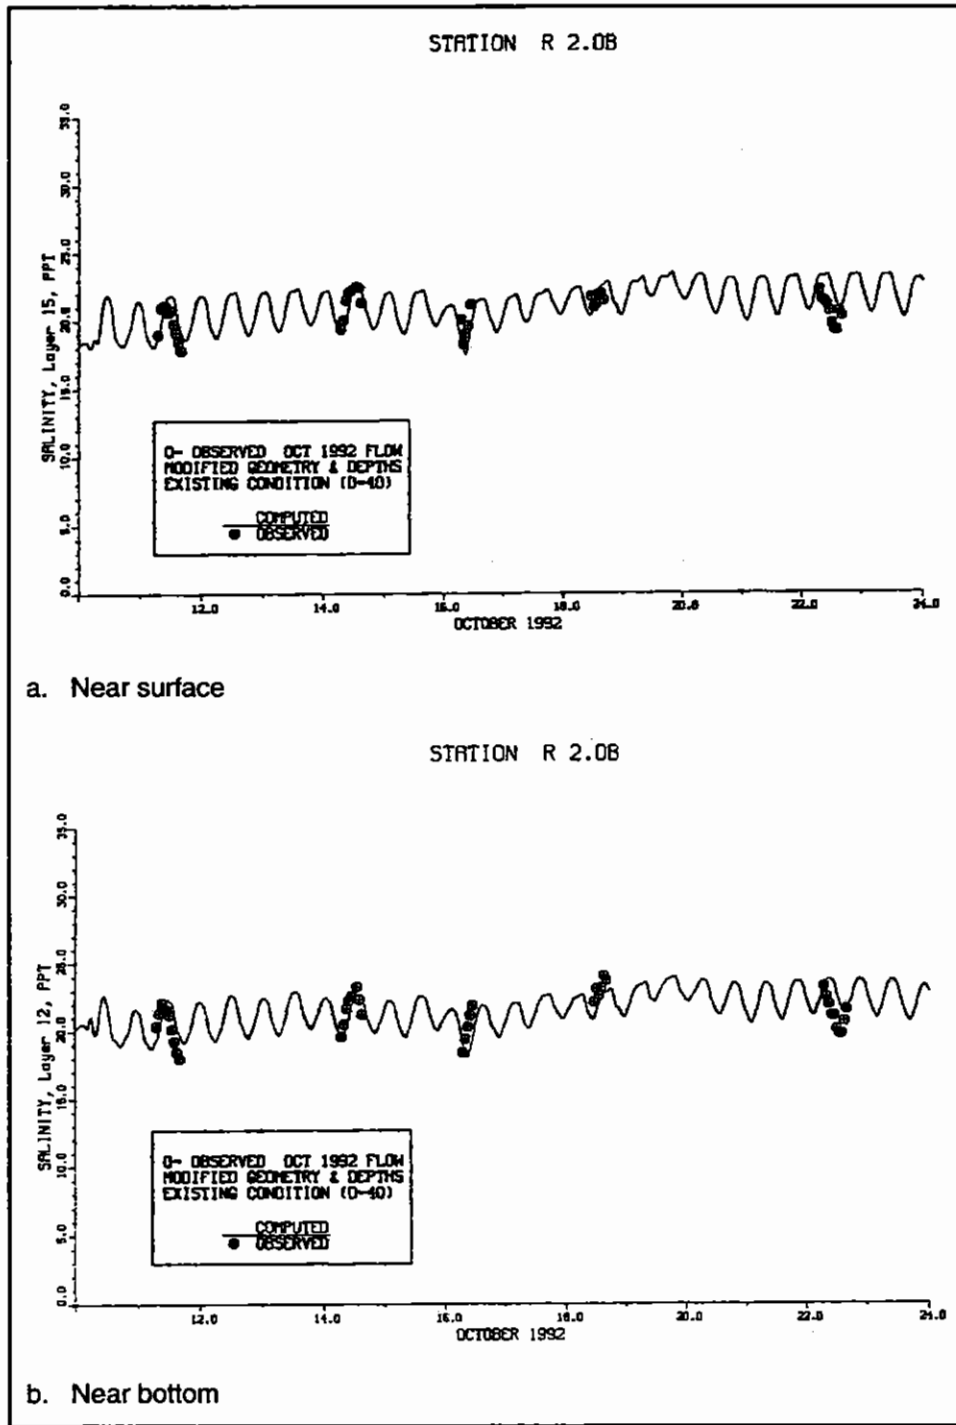 STATION R 2.0B
35.0
30.0
25.0
20.0
15.0
10.0
5.0
0.0
SALINITY, Layer 15, PPT
Q- OBSERVED OCT 1992 FLOW
MODIFIED GEOMETRY & DEPTHS
EXISTING CONDITION (D-40)
COMPUTED
OBSERVED
12.0 14.0 16.0 18.0 20.0 22.0 24.0
OCTOBER 1992
a. Near surface
STATION R 2.0B
35.0
30.0
25.0
20.0
15.0
10.0
5.0
0.0
SALINITY, Layer 12, PPT
Q- OBSERVED OCT 1992 FLOW
MODIFIED GEOMETRY & DEPTHS
EXISTING CONDITION (D-40)
COMPUTED
OBSERVED
12.0 14.0 16.0 18.0 20.0 22.0 24.0
OCTOBER 1992
b. Near bottom